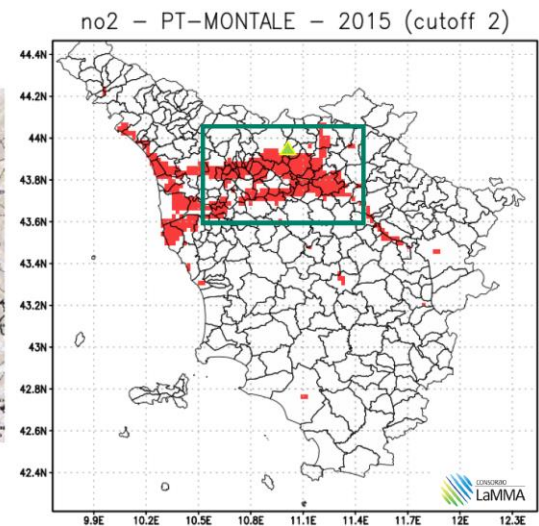 no2 – PT–MONTALE – 2015 (cutoff 2)
44.4N
44.2N
44N
43.8N
43.6N
43.4N
43.2N
43N
42.8N
42.6N
42.4N
9.9E 10.2E 10.5E 10.8E 11.1E 11.4E 11.7E 12E 12.3E
CONSORZIO
LaMMA